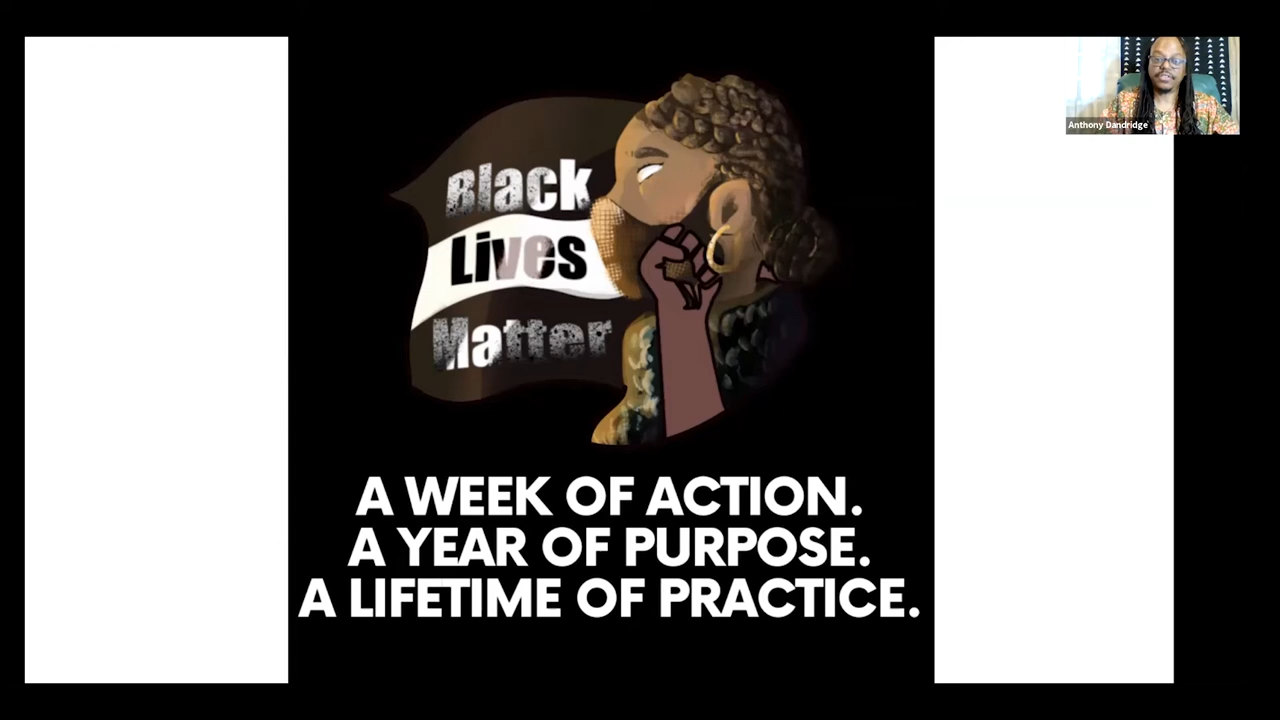 Black
Lives
Matter
Anthony Dandridge
A WEEK OF ACTION.
A YEAR OF PURPOSE.
A LIFETIME OF PRACTICE.